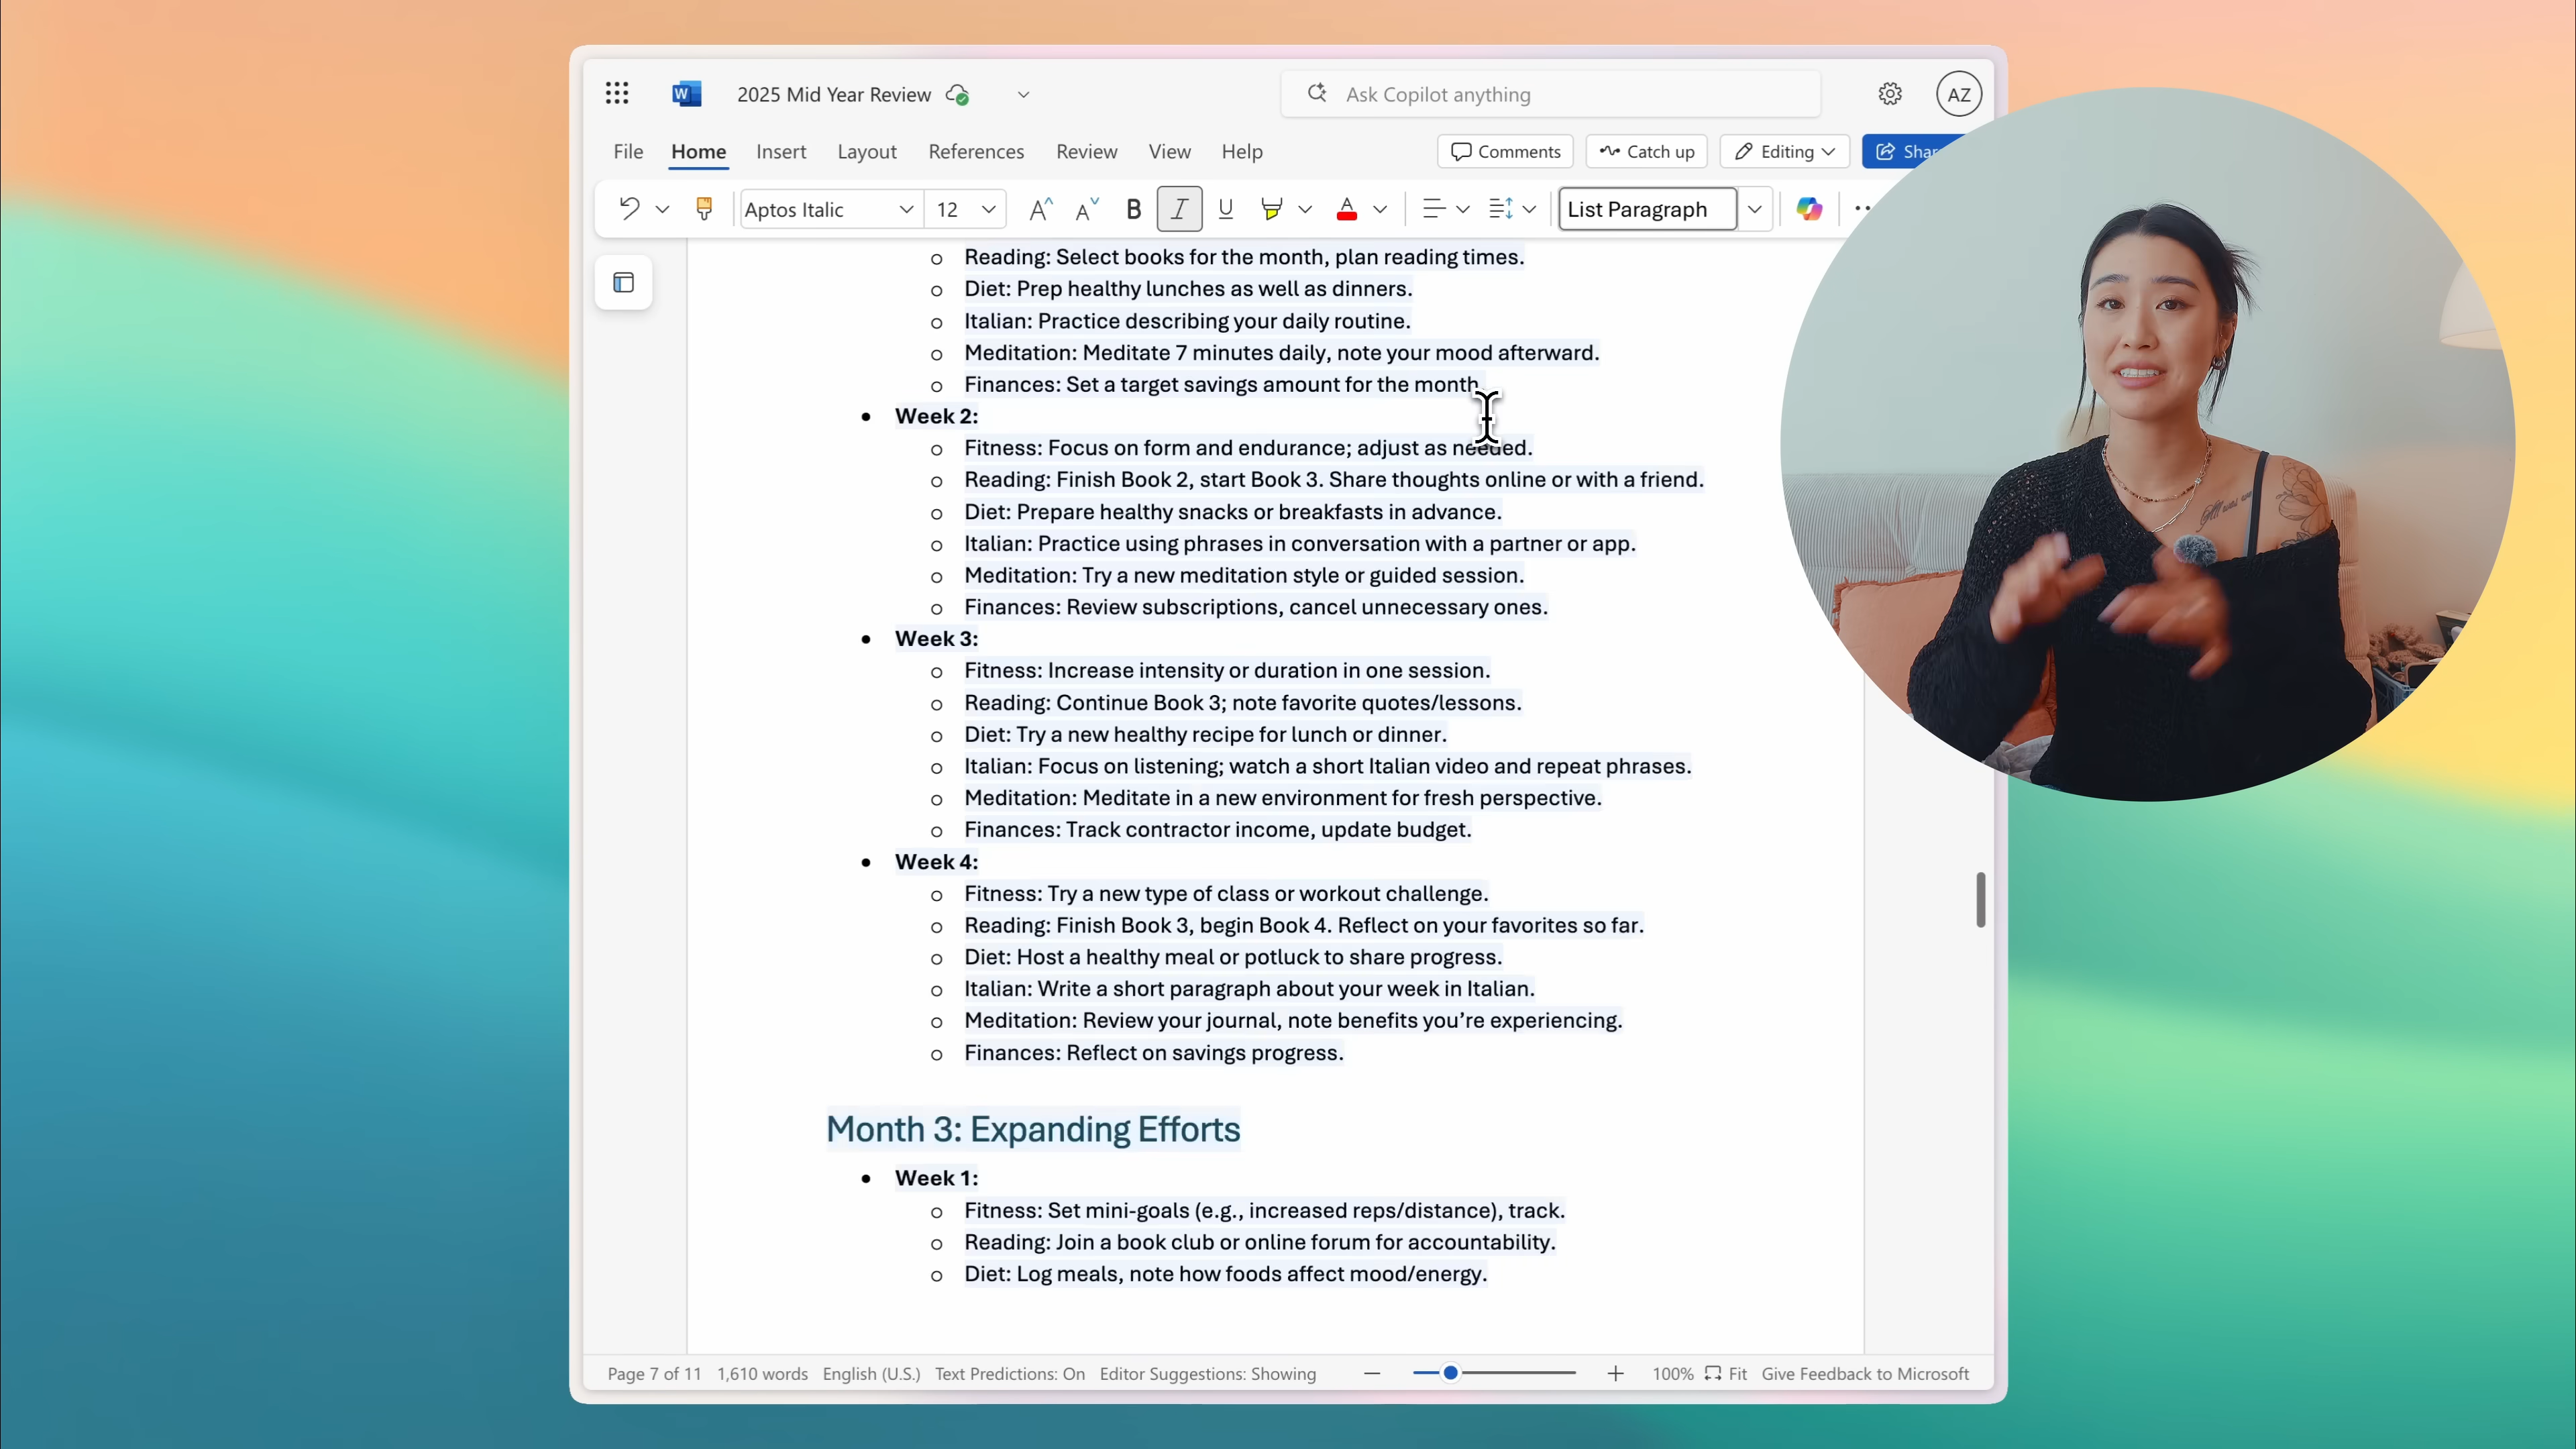 W
2025 Mid Year Review
Ask Copilot anything
AZ
File Home Insert Layout References Review View Help
Comments
Catch up
Editing
Aptos Italic
12
B I U
List Paragraph
o Reading: Select books for the month, plan reading times.
o Diet: Prep healthy lunches as well as dinners.
o Italian: Practice describing your daily routine.
o Meditation: Meditate 7 minutes daily, note your mood afterward.
o Finances: Set a target savings amount for the month.
• Week 2:
o Fitness: Focus on form and endurance; adjust as needed.
o Reading: Finish Book 2, start Book 3. Share thoughts online or with a friend.
o Diet: Prepare healthy snacks or breakfasts in advance.
o Italian: Practice using phrases in conversation with a partner or app.
o Meditation: Try a new meditation style or guided session.
o Finances: Review subscriptions, cancel unnecessary ones.
• Week 3:
o Fitness: Increase intensity or duration in one session.
o Reading: Continue Book 3; note favorite quotes/lessons.
o Diet: Try a new healthy recipe for lunch or dinner.
o Italian: Focus on listening; watch a short Italian video and repeat phrases.
o Meditation: Meditate in a new environment for fresh perspective.
o Finances: Track contractor income, update budget.
• Week 4:
o Fitness: Try a new type of class or workout challenge.
o Reading: Finish Book 3, begin Book 4. Reflect on your favorites so far.
o Diet: Host a healthy meal or potluck to share progress.
o Italian: Write a short paragraph about your week in Italian.
o Meditation: Review your journal, note benefits you’re experiencing.
o Finances: Reflect on savings progress.
Month 3: Expanding Efforts
• Week 1:
o Fitness: Set mini-goals (e.g., increased reps/distance), track.
o Reading: Join a book club or online forum for accountability.
o Diet: Log meals, note how foods affect mood/energy.
Page 7 of 11 1,610 words English (U.S.) Text Predictions: On Editor Suggestions: Showing 100% Fit Give Feedback to Microsoft